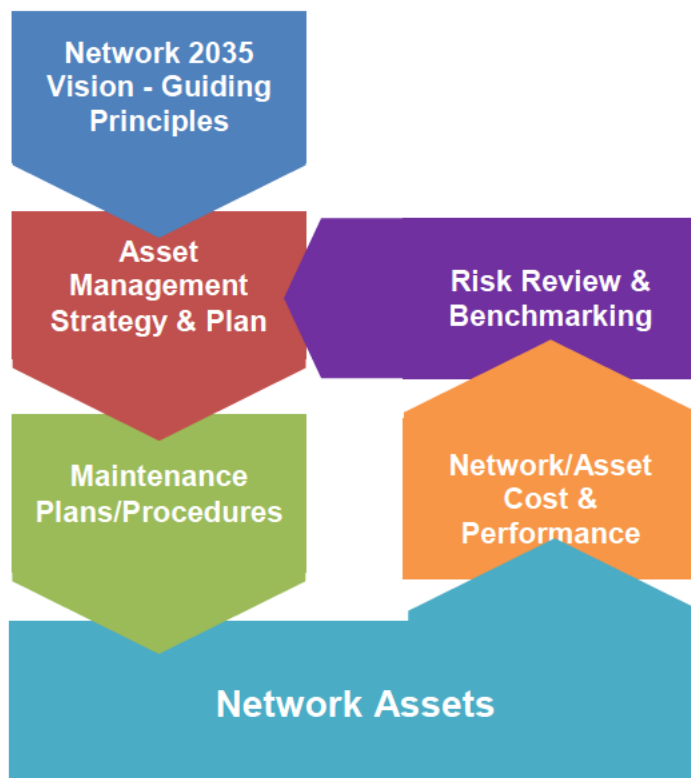 Network 2035
Vision - Guiding
Principles
Asset
Management
Strategy & Plan
Risk Review &
Benchmarking
Maintenance
Plans/Procedures
Network/Asset
Cost &
Performance
Network Assets